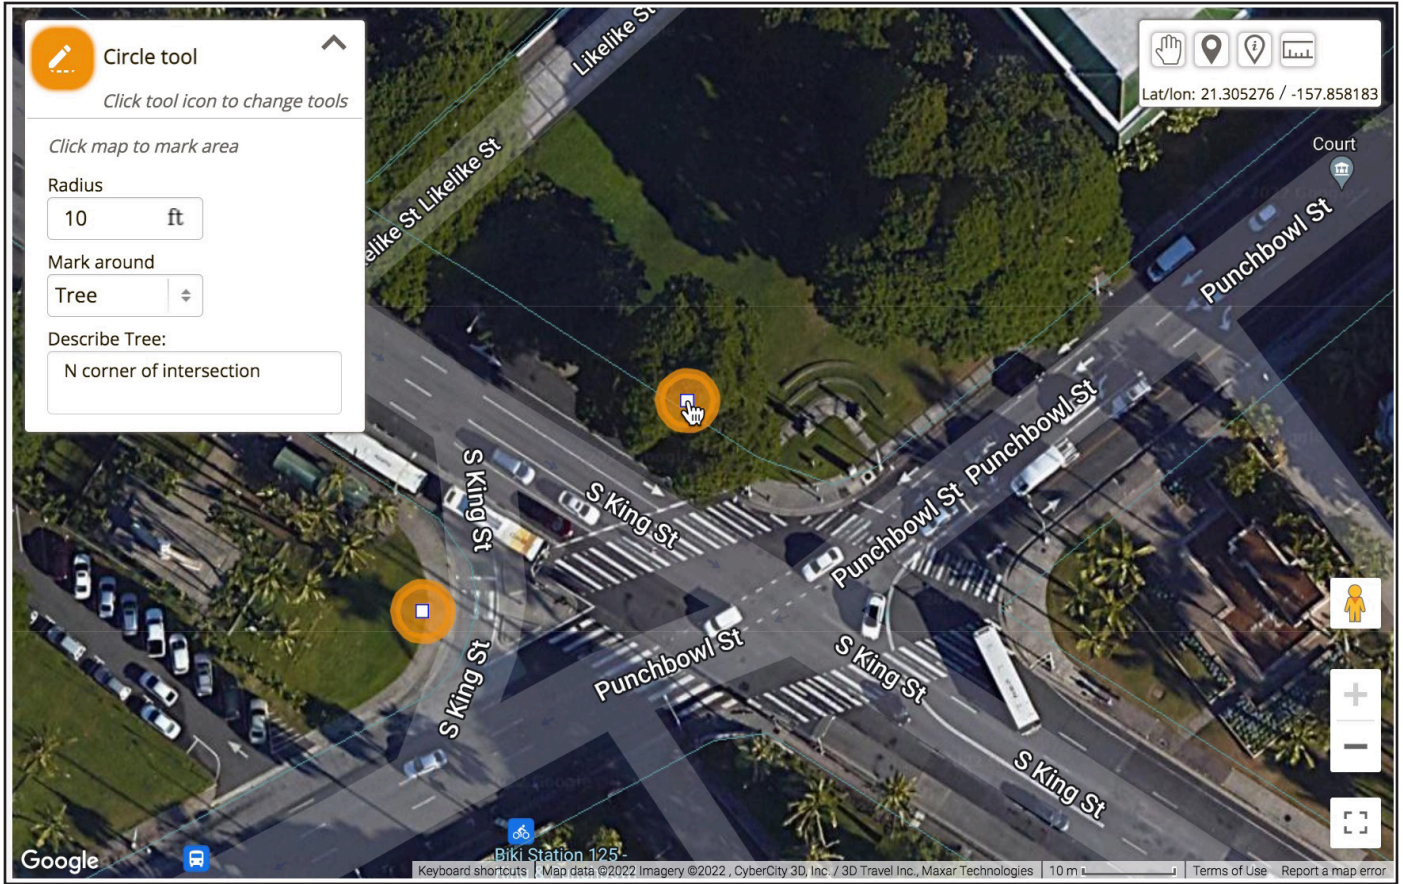 Circle tool
Click tool icon to change tools
Click map to mark area
Radius
10 ft
Mark around
Tree
Describe Tree:
N corner of intersection
Lat/lon: 21.305276 / -157.858183
Court
Likelike St
Likelike St
elike St
Punchbowl St
Punchbowl St
Punchbowl St
S King St
S King St
Punchbowl St
S King St
S King St
S King St
Google
Biki Station 125 -
Keyboard shortcuts
Map data ©2022 Imagery ©2022 , CyberCity 3D, Inc. / 3D Travel Inc., Maxar Technologies
10 m
Terms of Use
Report a map error